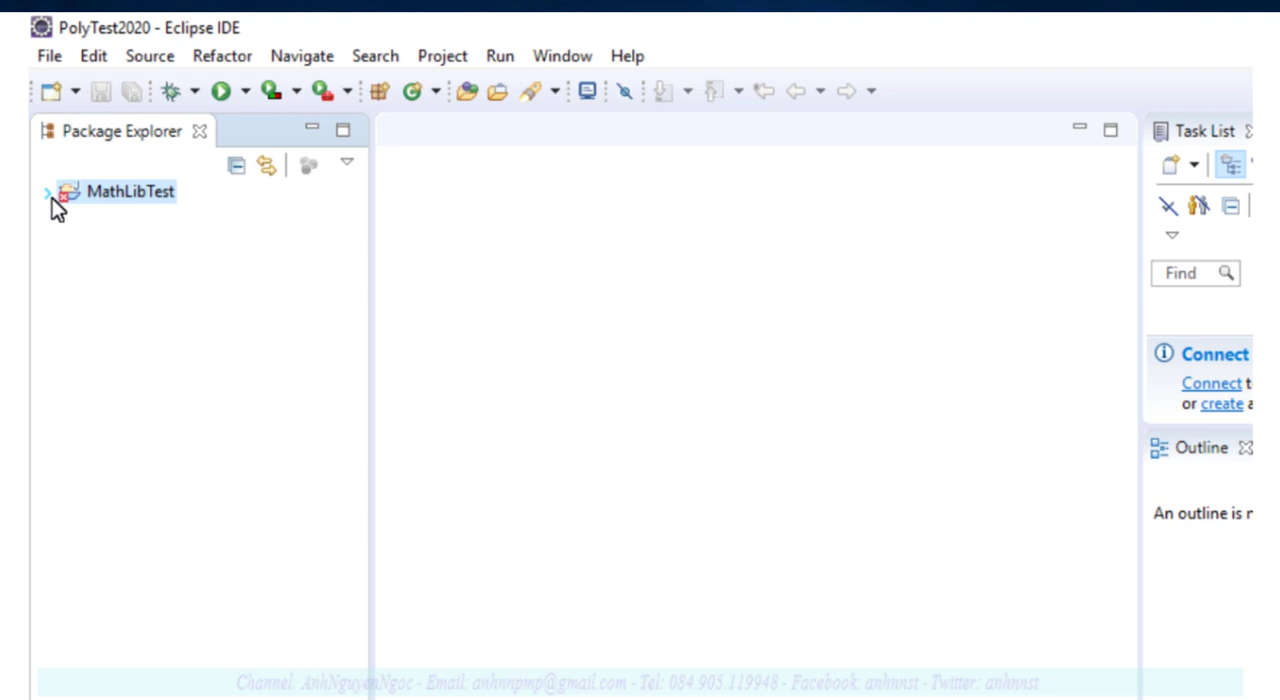 PolyTest2020 - Eclipse IDE
File Edit Source Refactor Navigate Search Project Run Window Help
Package Explorer
MathLibTest
Task List
Find
Connect
Connect t
or create a
Outline
An outline is r
Channel: AnhNguyenNgoc - Email: anhnnpmp@gmail.com - Tel: 084.905.119948 - Facebook: anhnnst - Twitter: anhnnst